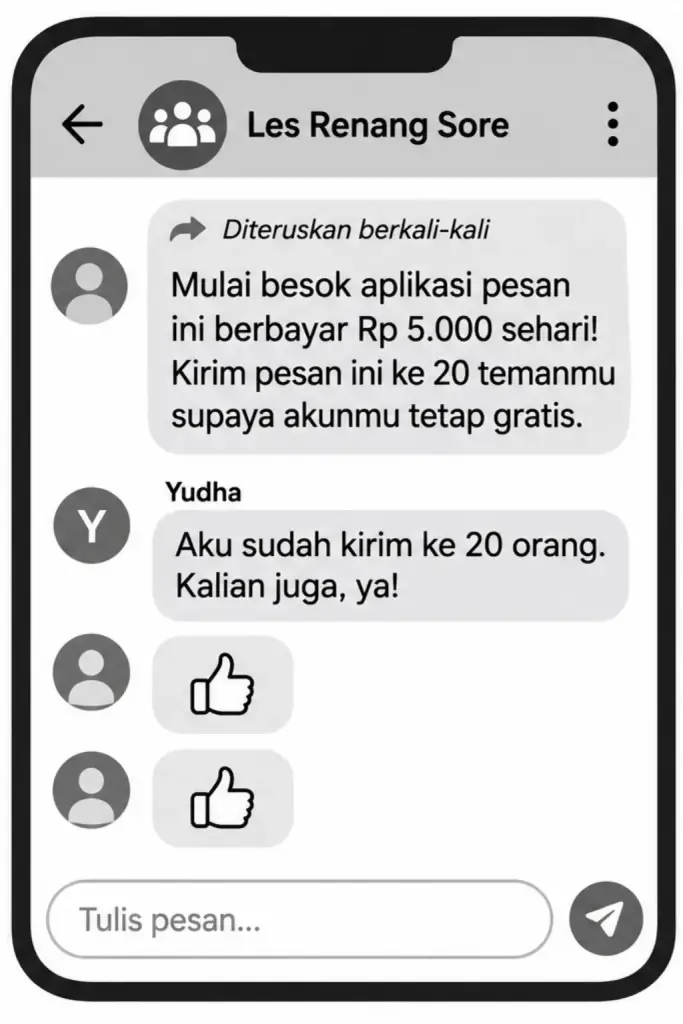 Les Renang Sore
Diteruskan berkali-kali
Mulai besok aplikasi pesan
ini berbayar Rp 5.000 sehari!
Kirim pesan ini ke 20 temanmu
supaya akunmu tetap gratis.
Yudha
Y
Aku sudah kirim ke 20 orang.
Kalian juga, ya!
Tulis pesan...